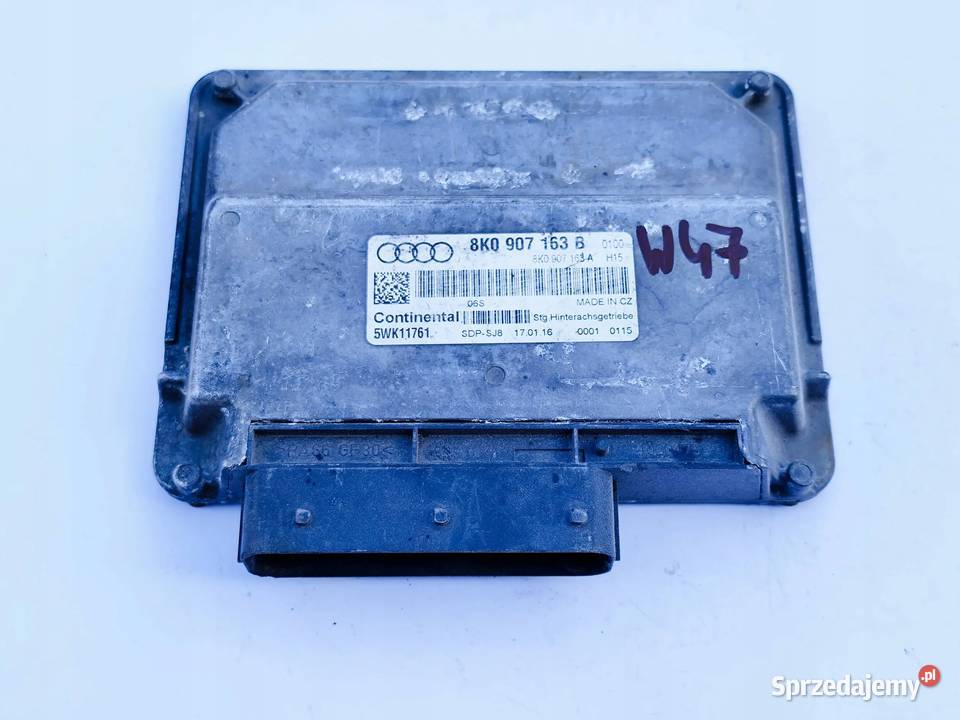 8K0 907 163 B 0100
8K0 907 163 A H15
W47
06S MADE IN CZ
Continental Stg.Hinterachsgetriebe
5WK11761 SDP-SJ8 17.01.16 0001 0115
GF30<
Sprzedajemy.pl